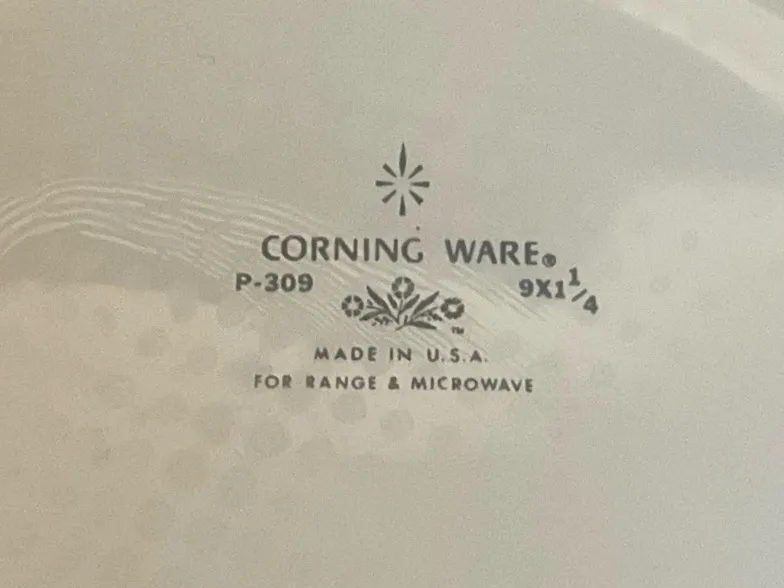 CORNING WARE®
P-309 9X1 1/4
TM
MADE IN U.S.A.
FOR RANGE & MICROWAVE